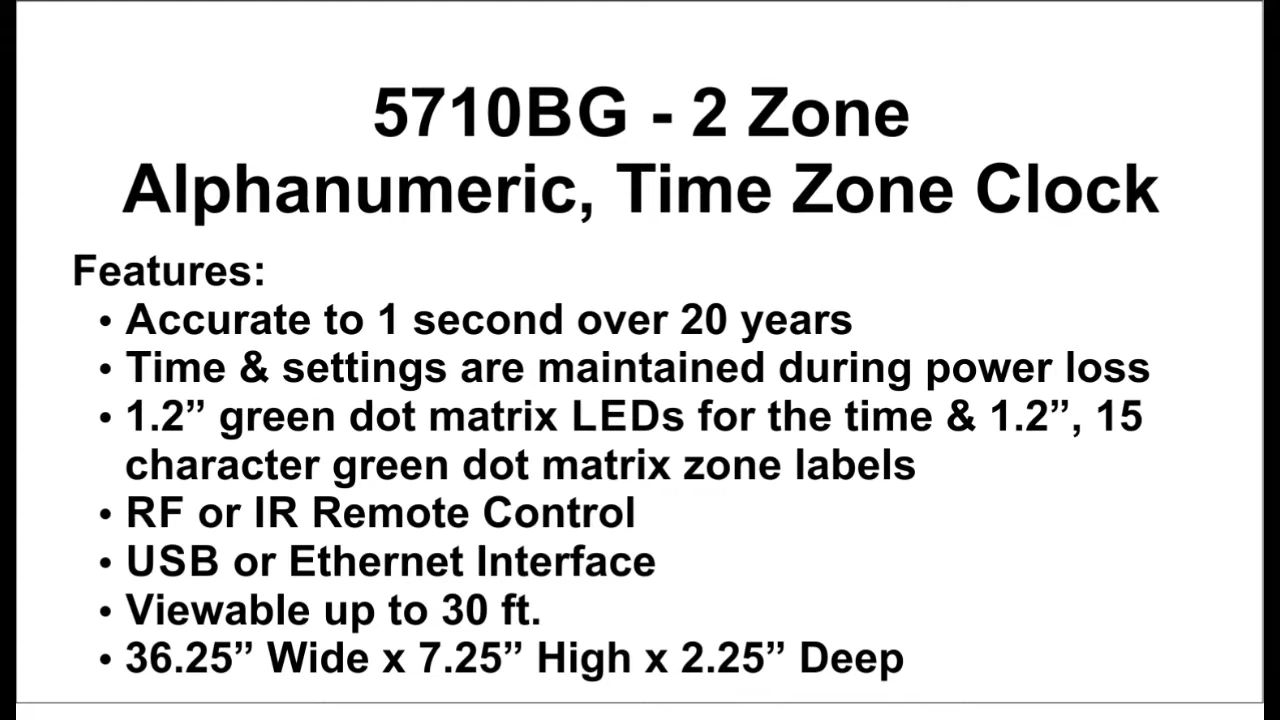 5710BG - 2 Zone
Alphanumeric, Time Zone Clock
Features:
• Accurate to 1 second over 20 years
• Time & settings are maintained during power loss
• 1.2” green dot matrix LEDs for the time & 1.2”, 15
character green dot matrix zone labels
• RF or IR Remote Control
• USB or Ethernet Interface
• Viewable up to 30 ft.
• 36.25” Wide x 7.25” High x 2.25” Deep